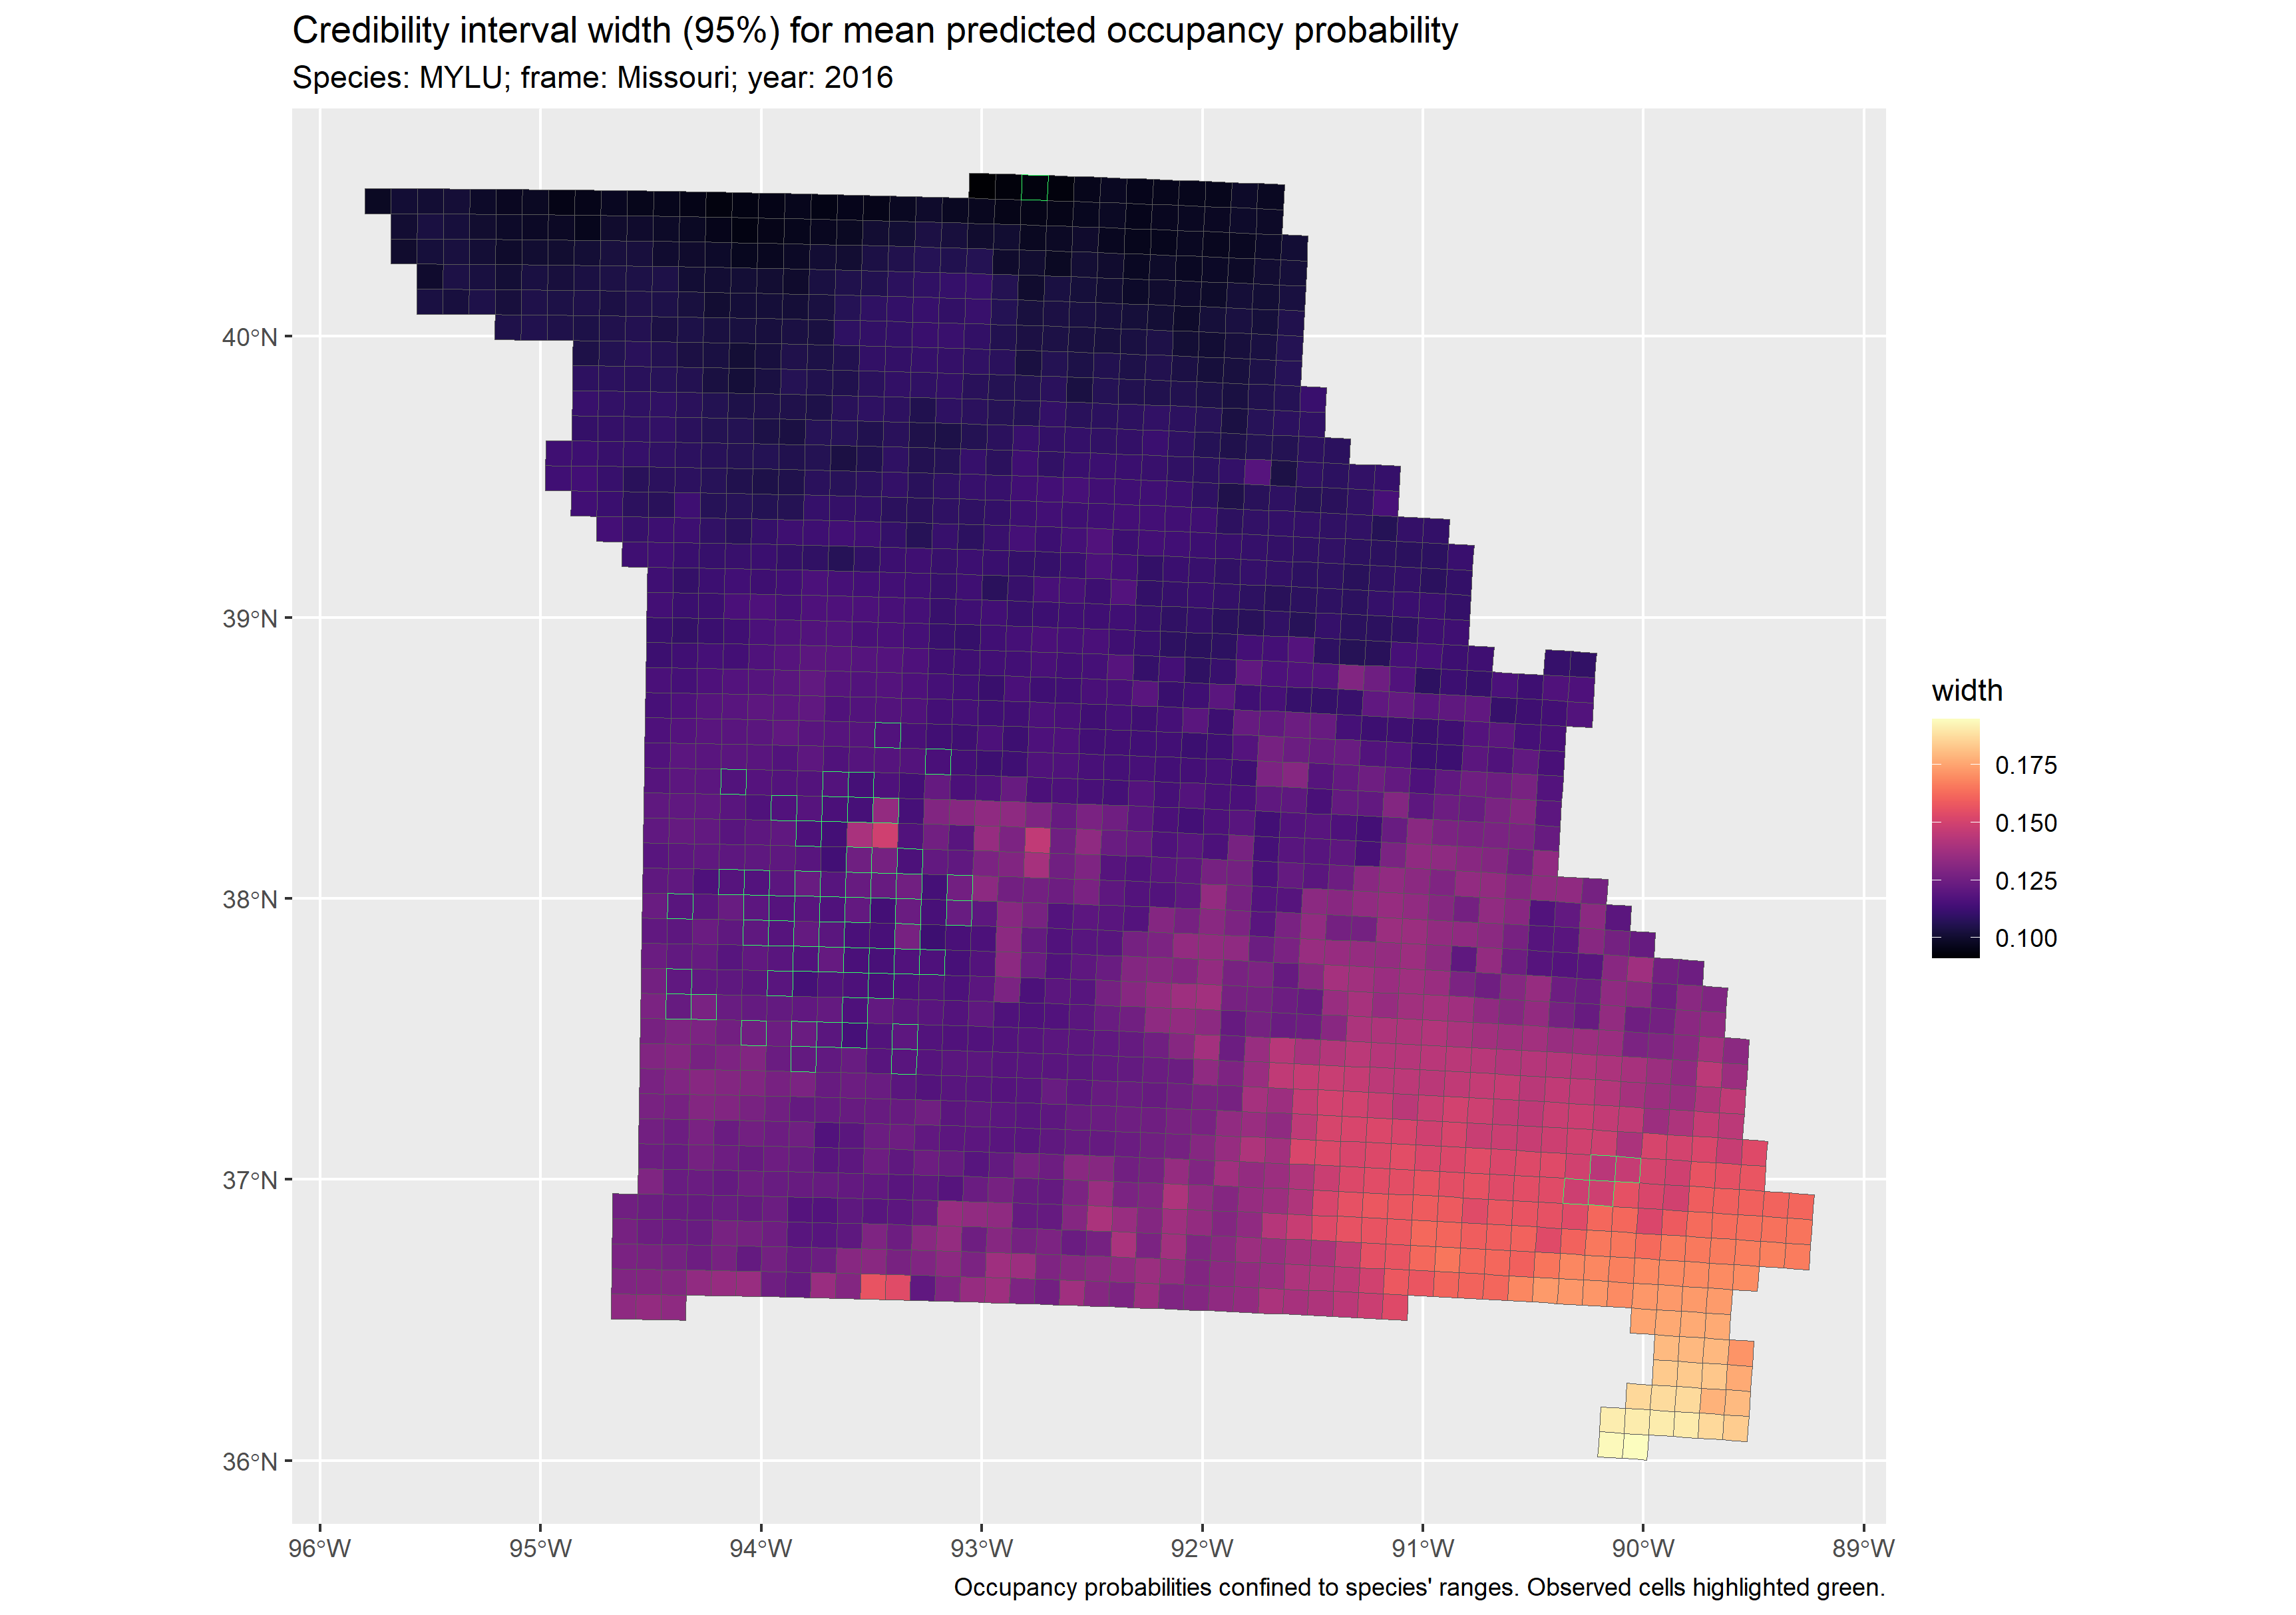 Credibility interval width (95%) for mean predicted occupancy probability
Species: MYLU; frame: Missouri; year: 2016
40°N
39°N
38°N
37°N
36°N
96°W 95°W 94°W 93°W 92°W 91°W 90°W 89°W
width
0.175
0.150
0.125
0.100
Occupancy probabilities confined to species' ranges. Observed cells highlighted green.